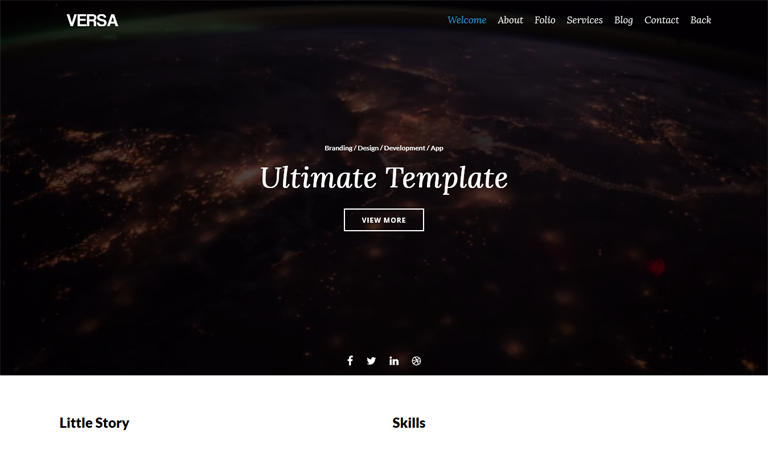 VERSA
Welcome About Folio Services Blog Contact Back
Branding / Design / Development / App
Ultimate Template
VIEW MORE
Little Story Skills